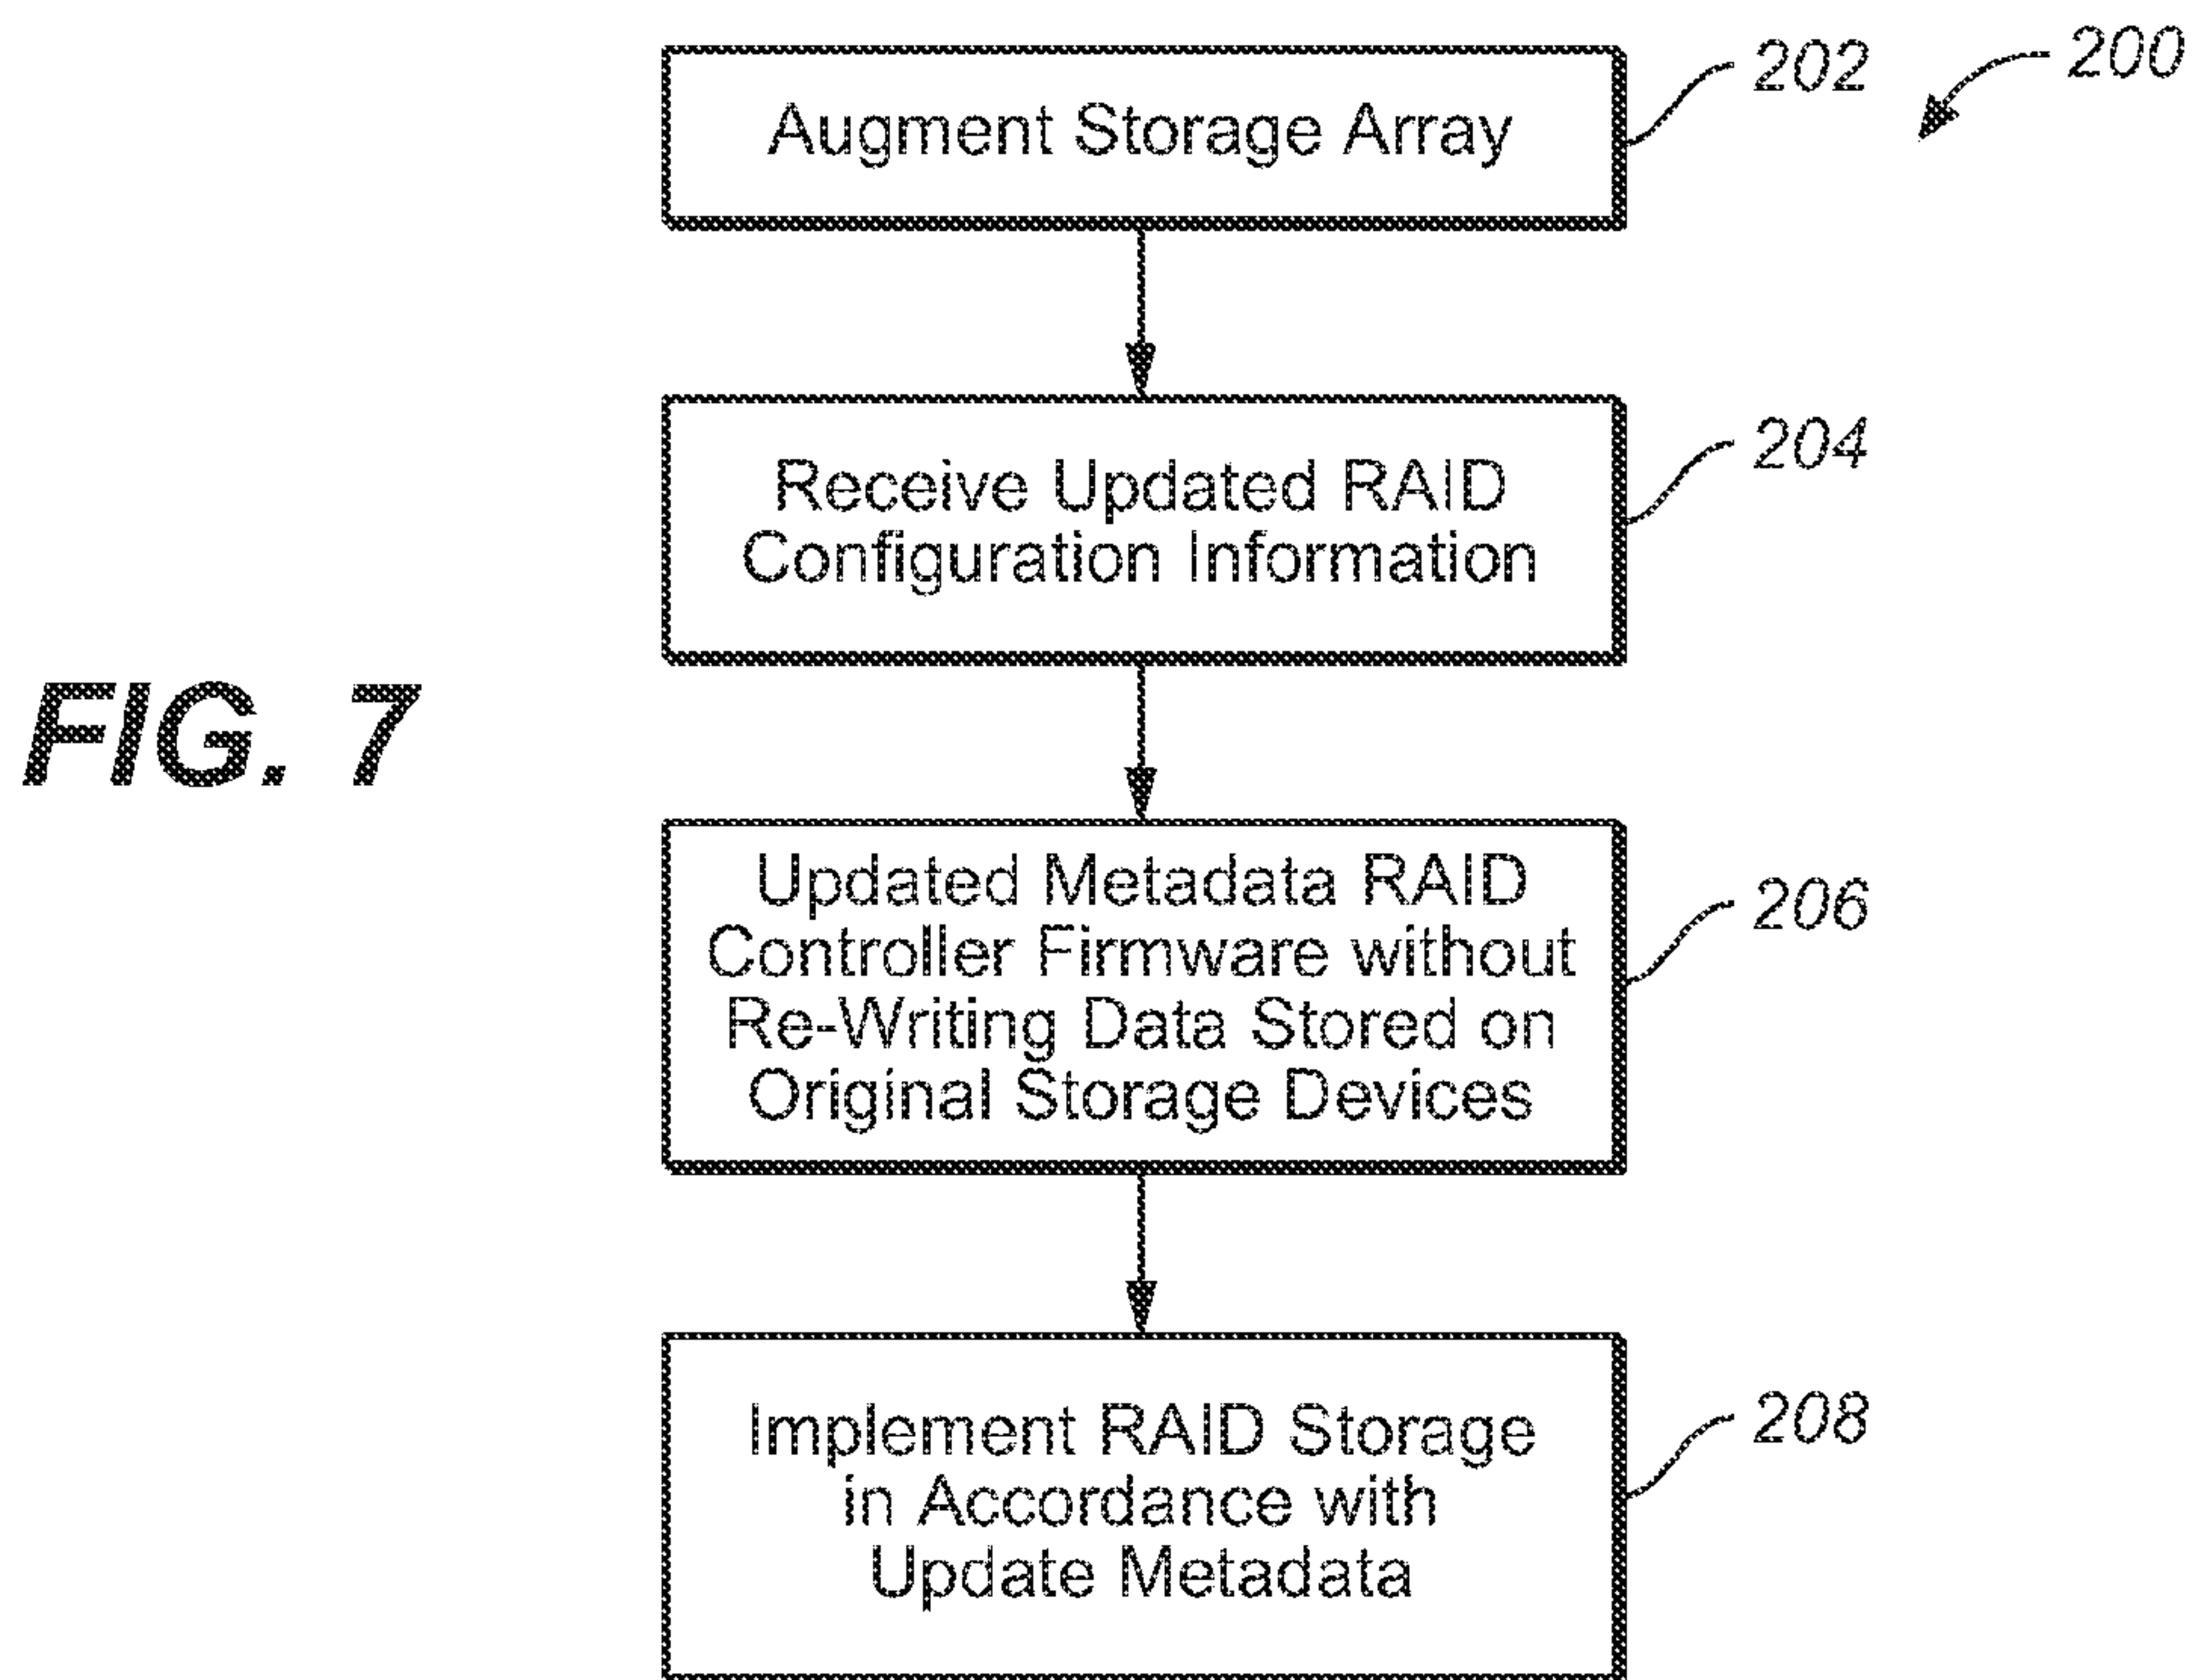 200
202
Augment Storage Array
204
Receive Updated RAID
Configuration Information
FIG. 7
206
Updated Metadata RAID
Controller Firmware without
Re-Writing Data Stored on
Original Storage Devices
208
Implement RAID Storage
in Accordance with
Update Metadata